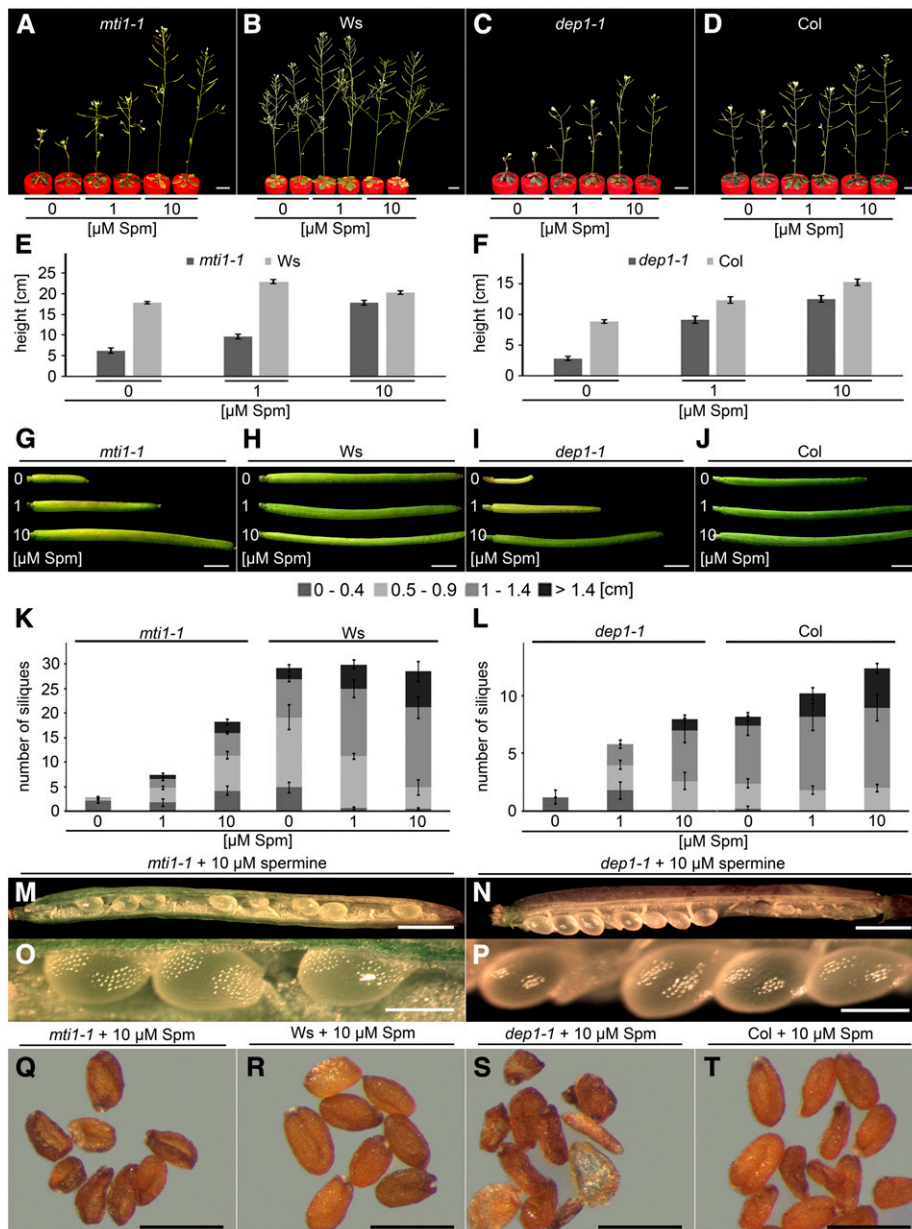 A mti1-1 B Ws C dep1-1 D Col
0 1 10 0 1 10 0 1 10 0 1 10
[µM Spm] [µM Spm] [µM Spm] [µM Spm]
E F
mti1-1 Ws
dep1-1 Col
height [cm]
25
20
15
10
5
0 1 10
[µM Spm]
height [cm]
15
10
5
0
0 1 10
[µM Spm]
G mti1-1 H Ws I dep1-1 J Col
0 0 0 0
1 1 1 1
10 10 10 10
[µM Spm] [µM Spm] [µM Spm] [µM Spm]
0 - 0.4 0.5 - 0.9 1 - 1.4 > 1.4 [cm]
K mti1-1 Ws
number of siliques
30
25
20
15
10
5
0
0 1 10 0 1 10
[µM Spm]
L dep1-1 Col
number of siliques
10
5
0
0 1 10 0 1 10
[µM Spm]
mti1-1 + 10 µM spermine dep1-1 + 10 µM spermine
M N
O P
mti1-1 + 10 µM Spm Ws + 10 µM Spm dep1-1 + 10 µM Spm Col + 10 µM Spm
Q R S T